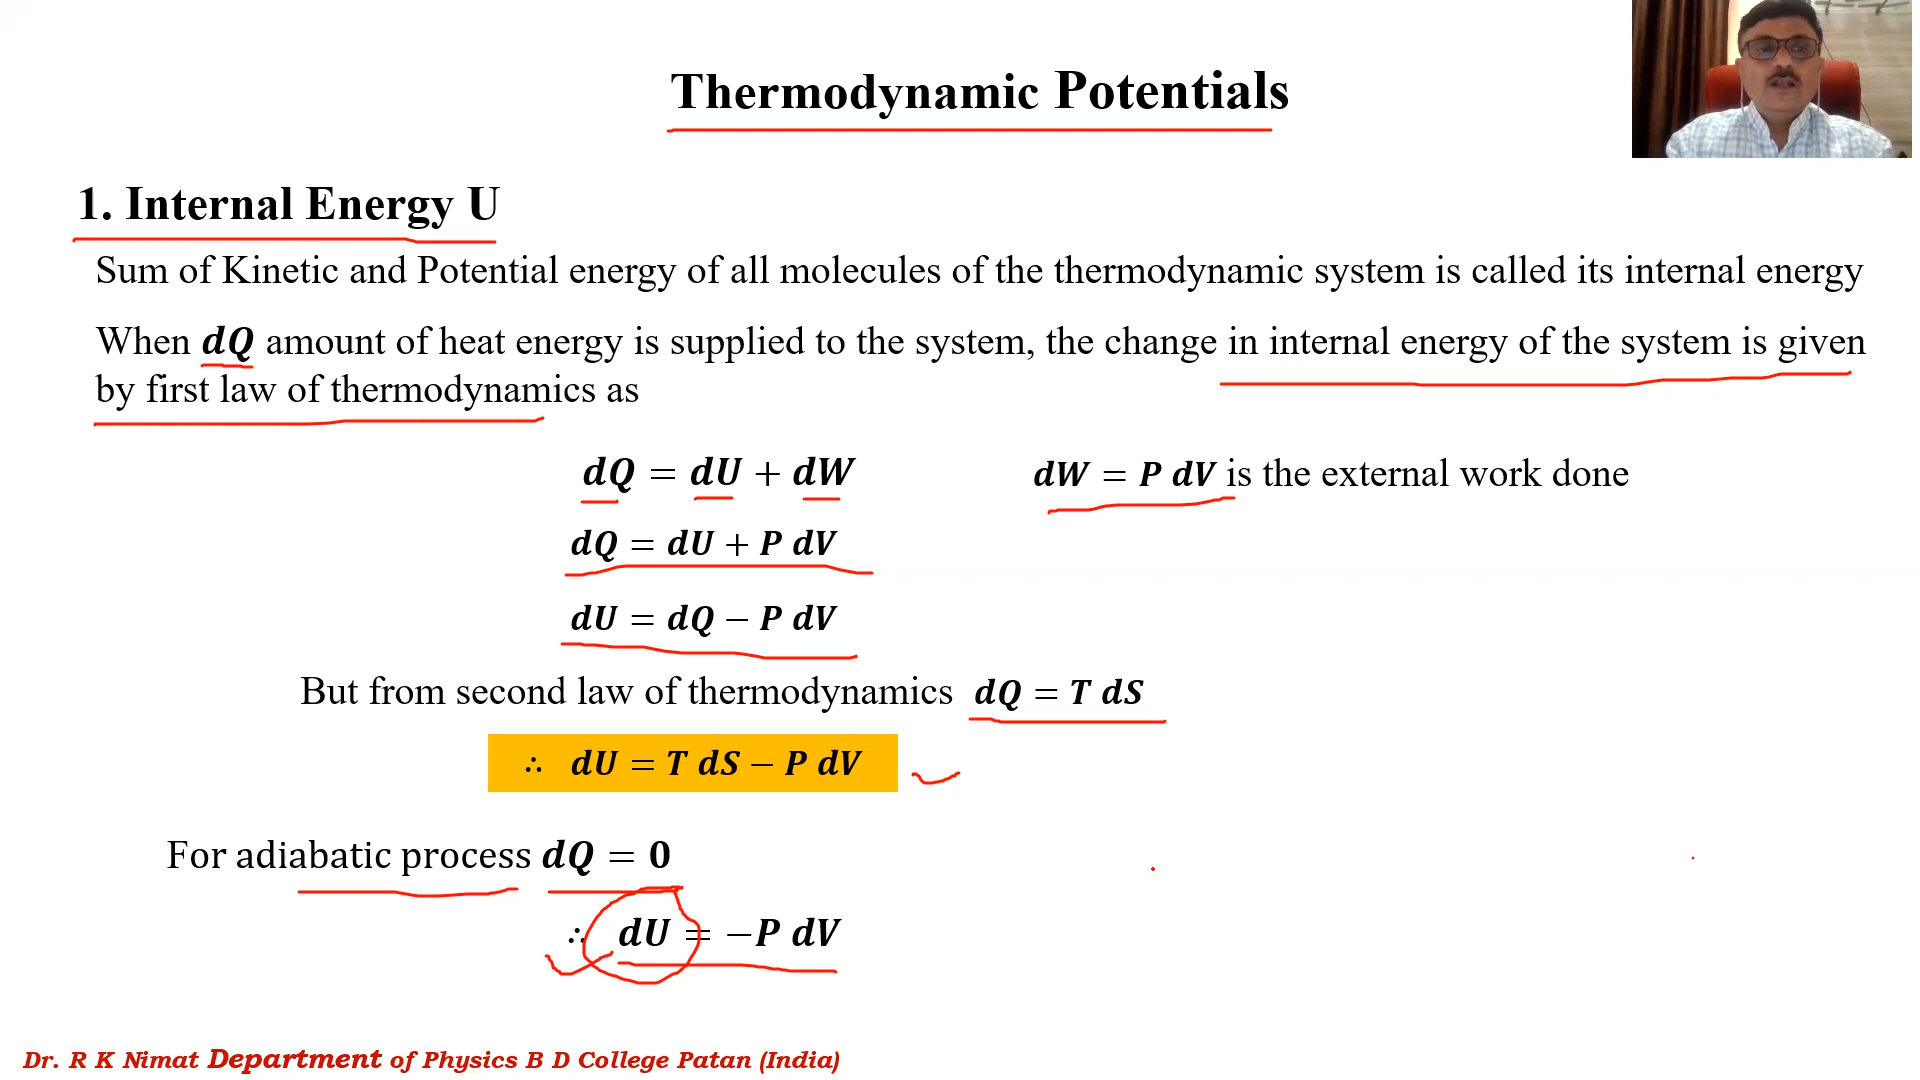 Thermodynamic Potentials
1. Internal Energy U
Sum of Kinetic and Potential energy of all molecules of the thermodynamic system is called its internal energy
When dQ amount of heat energy is supplied to the system, the change in internal energy of the system is given
by first law of thermodynamics as
dQ = dU + dW
dW = P dV is the external work done
dQ = dU + P dV
dU = dQ − P dV
But from second law of thermodynamics dQ = T dS
∴ dU = T dS − P dV
For adiabatic process dQ = 0
∴ dU = −P dV
Dr. R K Nimat Department of Physics B D College Patan (India)